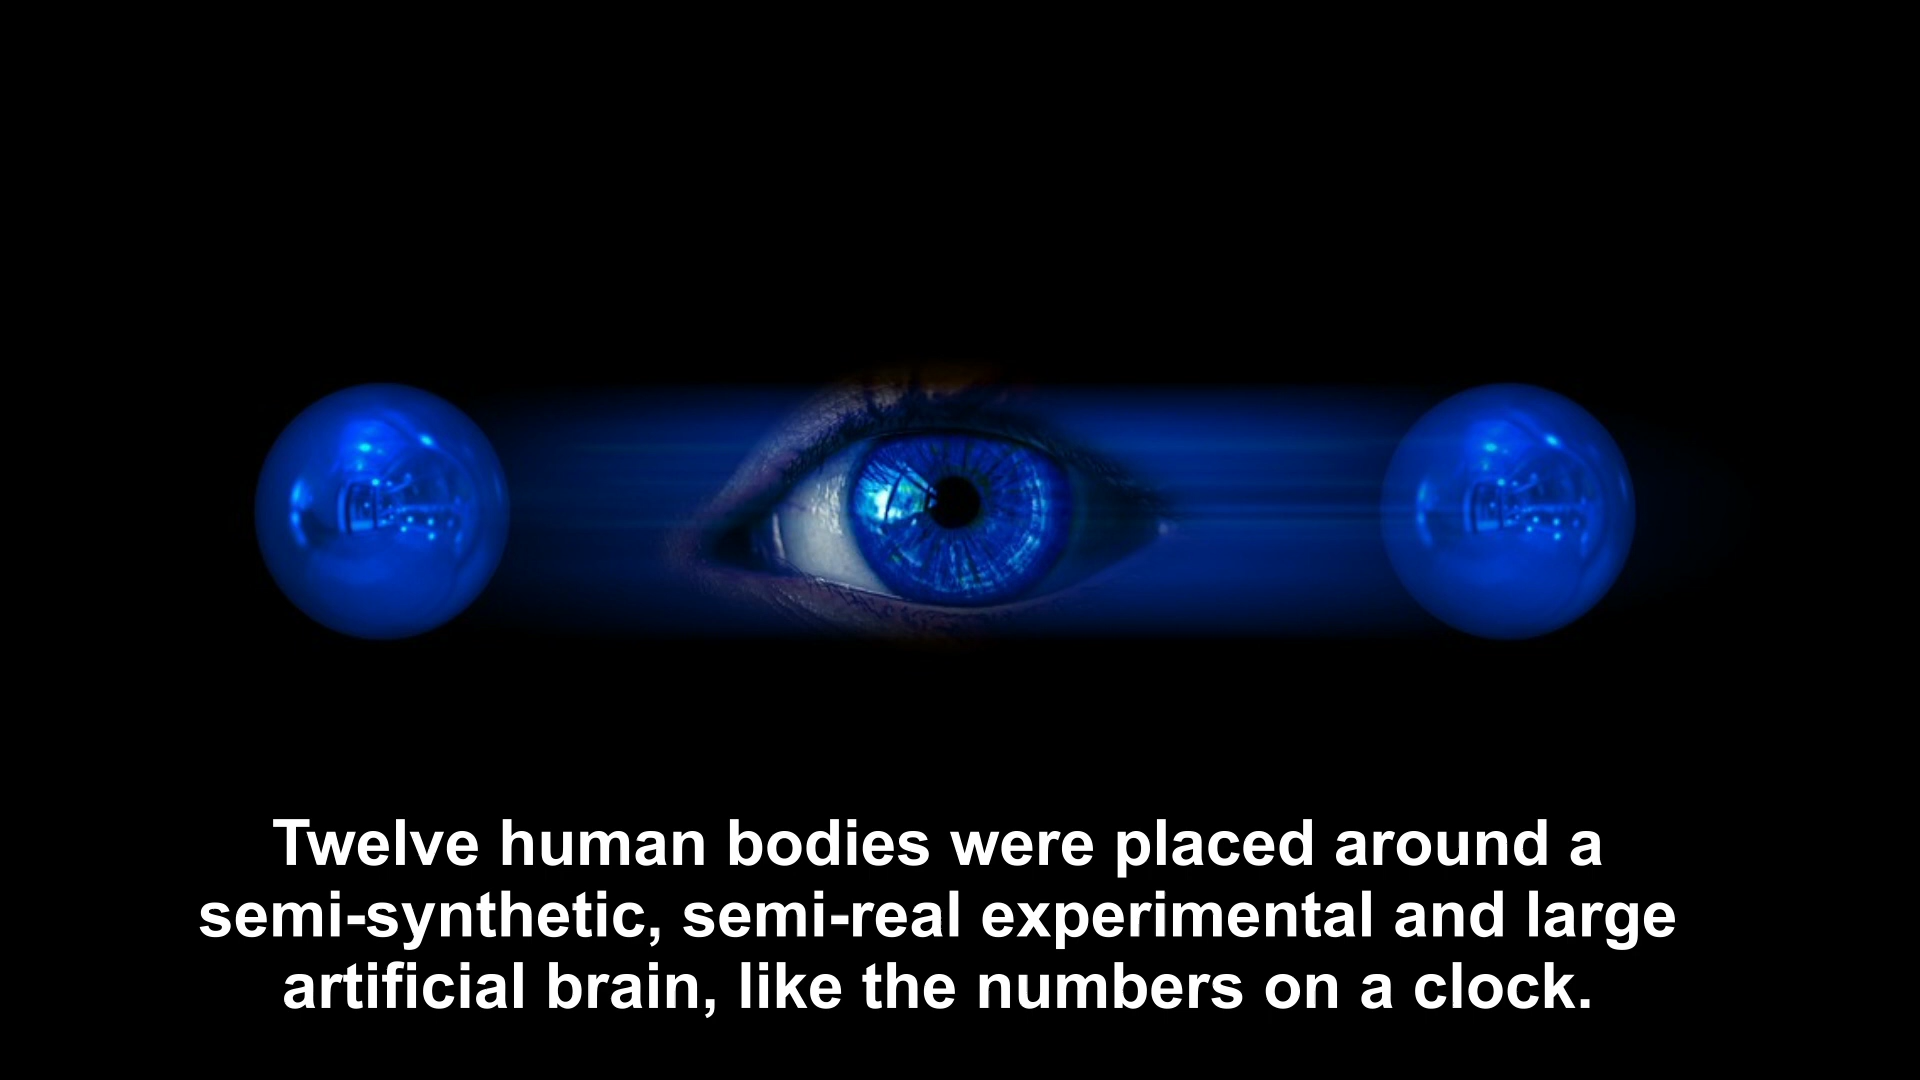 Twelve human bodies were placed around a
semi-synthetic, semi-real experimental and large
artificial brain, like the numbers on a clock.